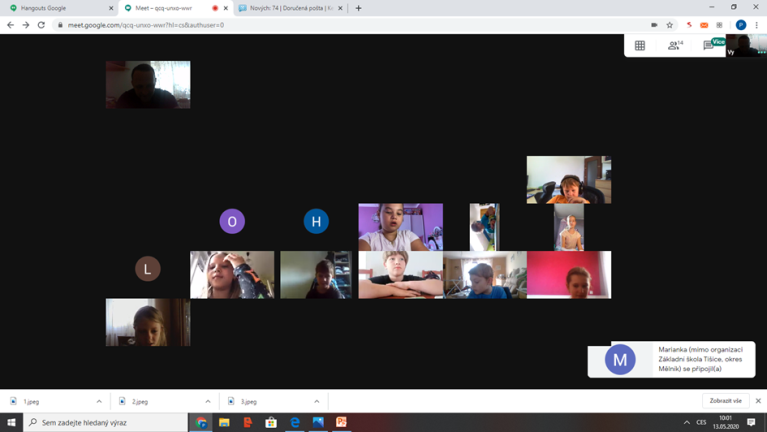 Hangouts Google
Meet – qcq-unxo-wwr
Nových: 74 | Doručená pošta |
meet.google.com/qcq-unxo-wwr?hl=cs&authuser=0
P
14
Více
Vy
O
H
L
M
Marianka (mimo organizaci
Základní škola Tišice, okres
Mělník) se připojil(a)
1.jpeg
2.jpeg
3.jpeg
Zobrazit vše
Sem zadejte hledaný výraz
CES
10:01
13.05.2020